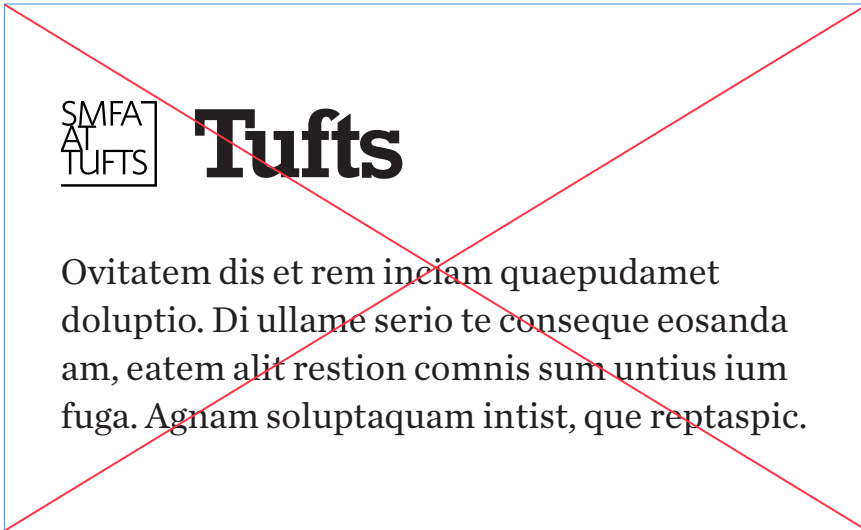 SMFA
AT
TUFTS
Tufts
Ovitatem dis et rem inciam quaepudamet
doluptio. Di ullame serio te conseque eosanda
am, eatem alit restion comnis sum untius ium
fuga. Agnam soluptaquam intist, que reptaspic.